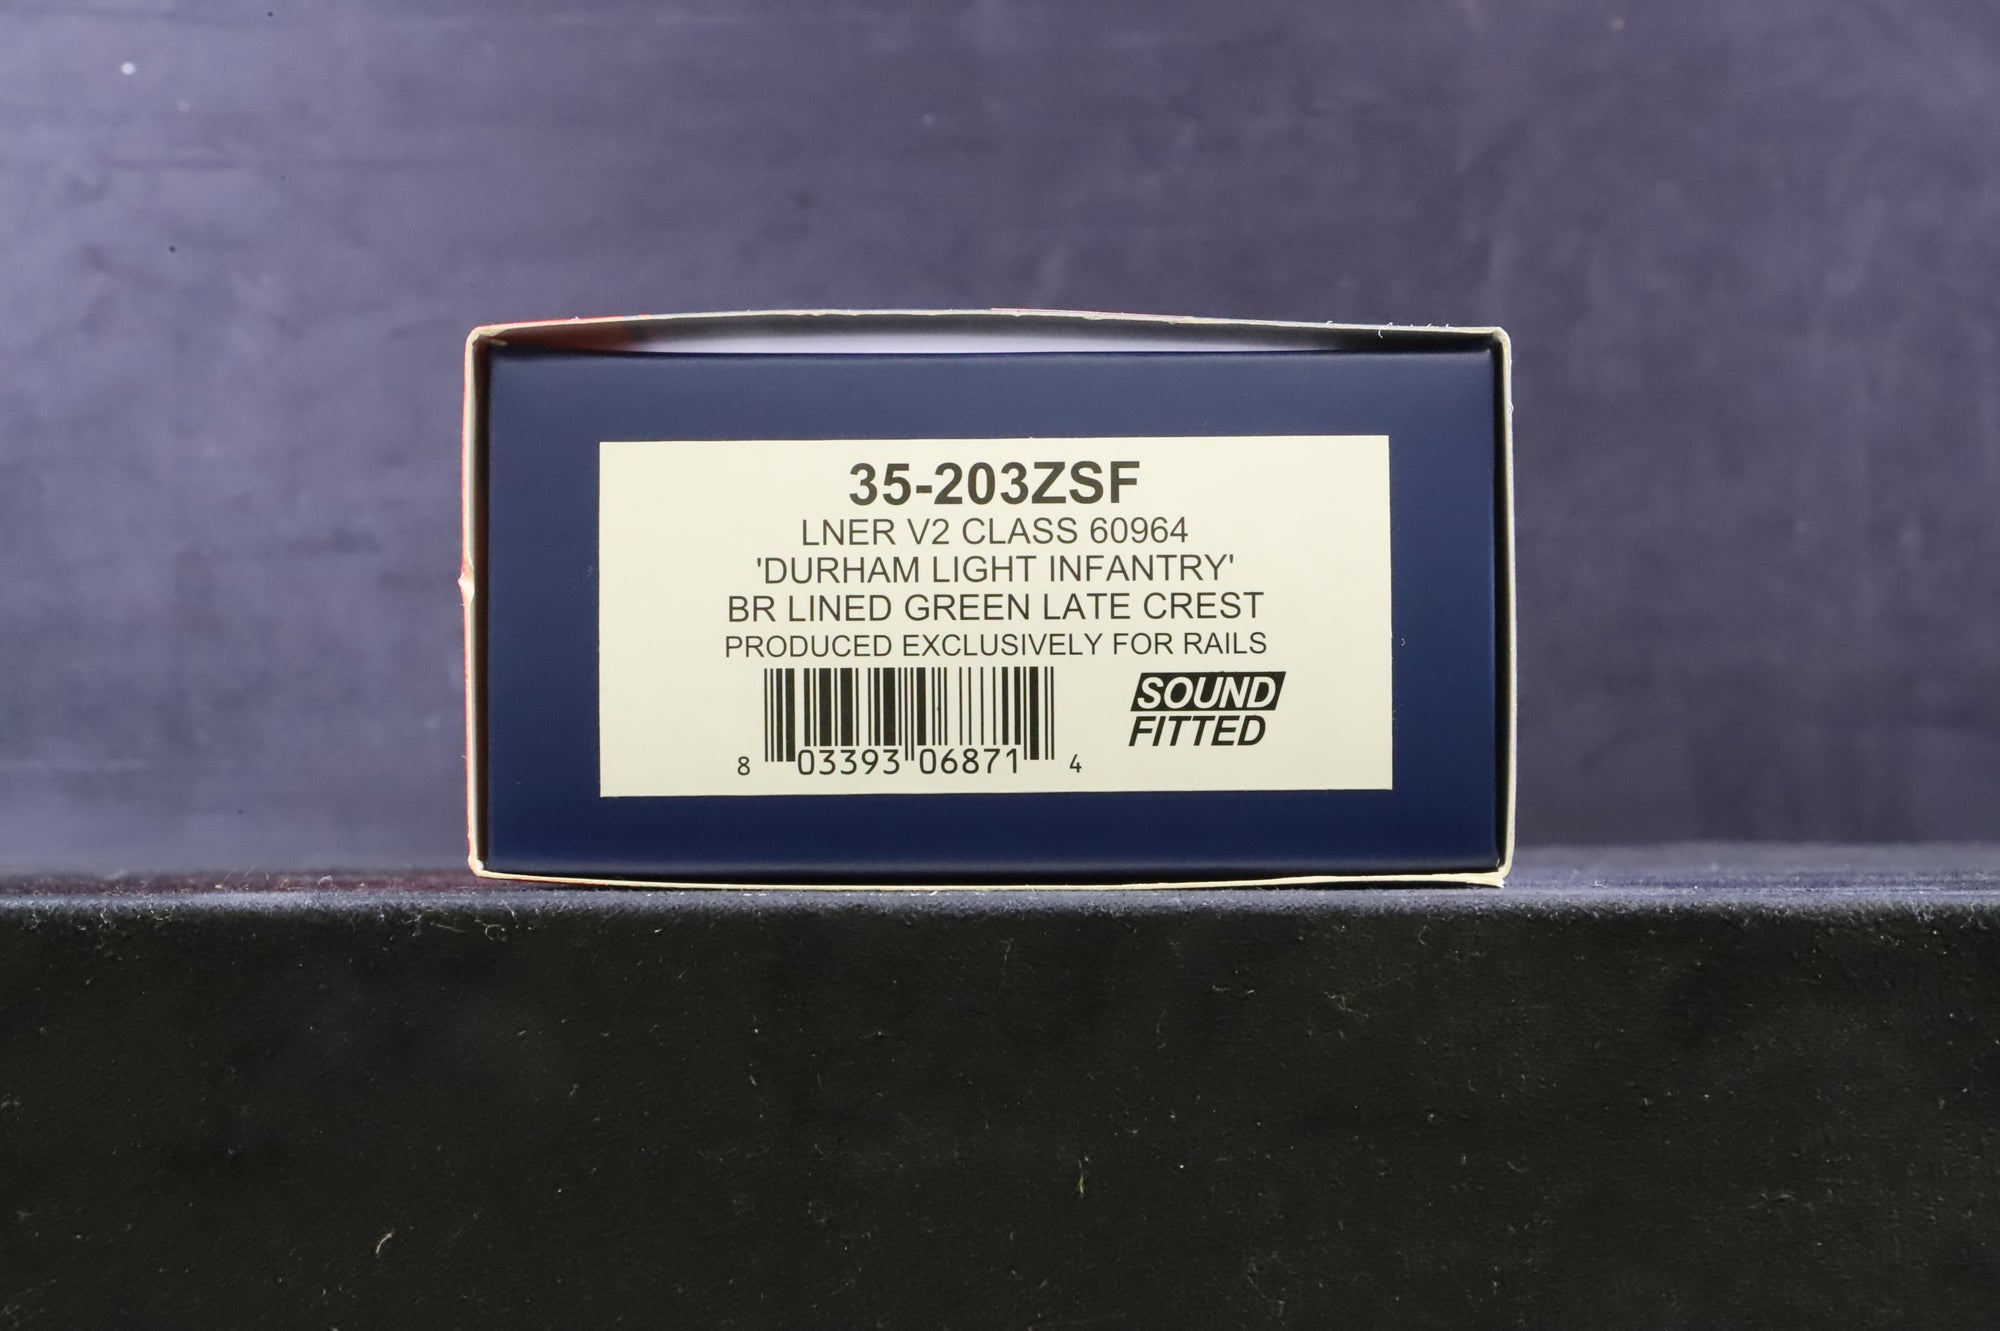 35-203ZSF
LNER V2 CLASS 60964
'DURHAM LIGHT INFANTRY'
BR LINED GREEN LATE CREST
PRODUCED EXCLUSIVELY FOR RAILS
SOUND
FITTED
8 03393 06871 4